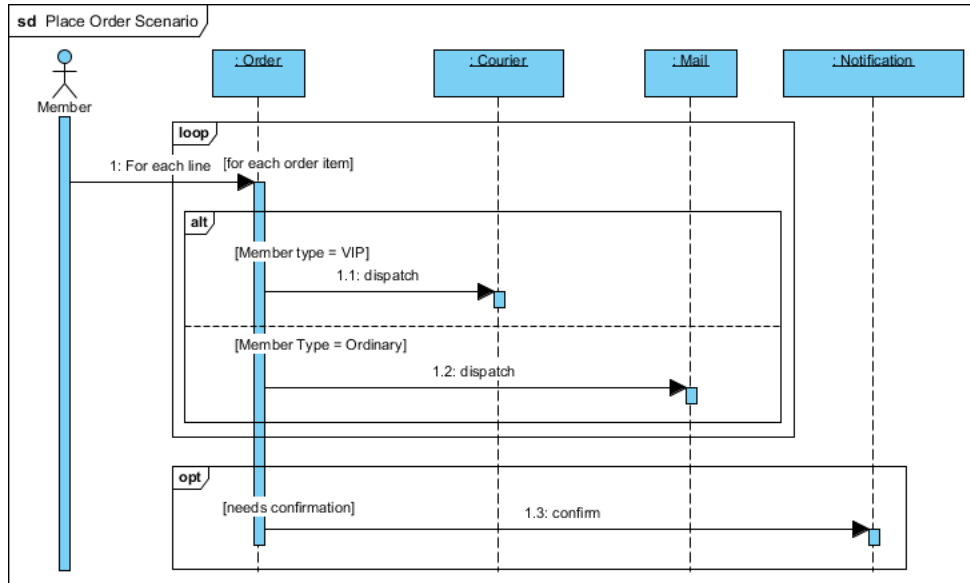 sd Place Order Scenario
: Order
: Courier
: Mail
: Notification
Member
loop
1: For each line
[for each order item]
alt
[Member type = VIP]
1.1: dispatch
[Member Type = Ordinary]
1.2: dispatch
opt
[needs confirmation]
1.3: confirm